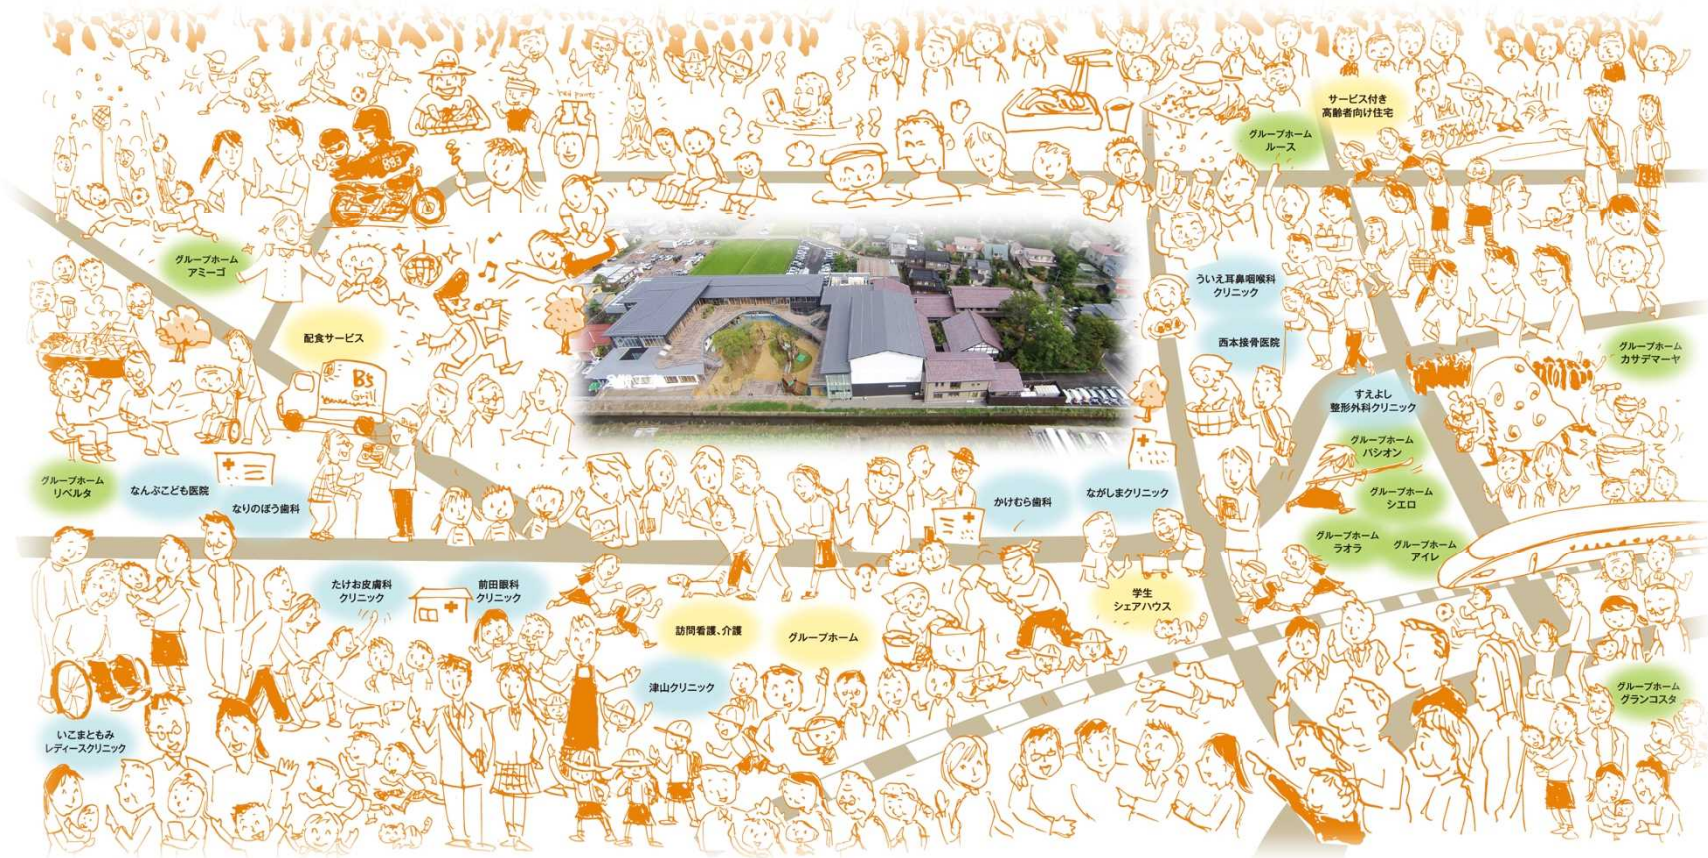 red pants
883
サービス付き
高齢者向け住宅
グループホーム
ルース
グループホーム
アミーゴ
ういえ耳鼻咽喉科
クリニック
配食サービス
西本接骨医院
グループホーム
カサデマーヤ
B's
Grill
すえよし
整形外科クリニック
グループホーム
パシオン
グループホーム
リベルタ
なんぶこども医院
なりのぼう歯科
かけむら歯科
ながしまクリニック
グループホーム
シエロ
グループホーム
ラオラ
グループホーム
アイレ
たけお皮膚科
クリニック
前田眼科
クリニック
学生
シェアハウス
訪問看護、介護
グループホーム
津山クリニック
グループホーム
グランコスタ
いこまともみ
レディースクリニック